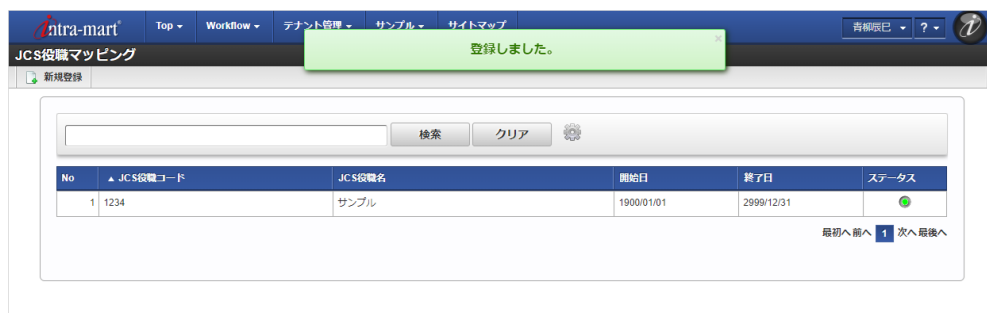 intra-mart Top Workflow テナント管理 サンプル サイトマップ 青柳辰巳 ?
登録しました。
JCS役職マッピング
新規登録
検索 クリア
No ▲ JCS役職コード JCS役職名 開始日 終了日 ステータス
1 1234 サンプル 1900/01/01 2999/12/31
最初へ 前へ 1 次へ 最後へ